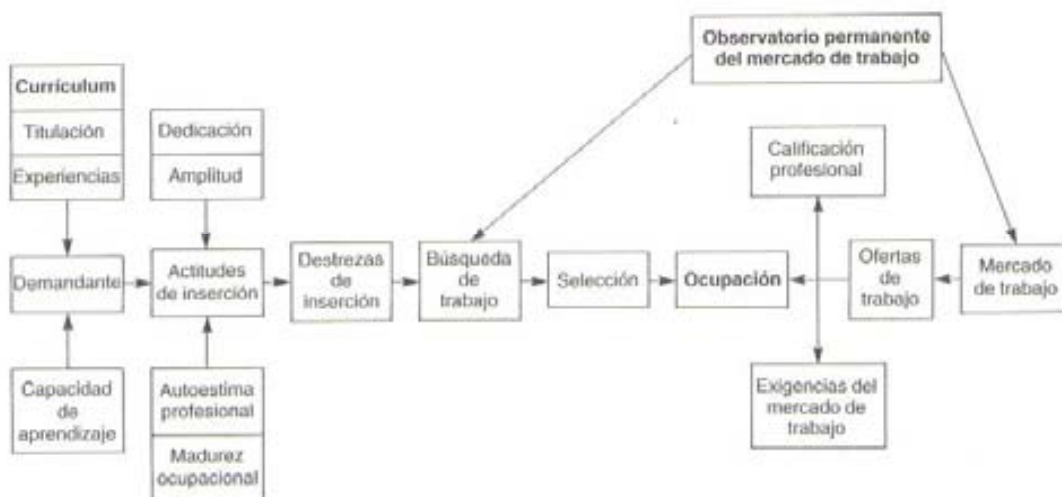 Observatorio permanente
del mercado de trabajo
Currículum
Titulación
Experiencias
Dedicación
Amplitud
Calificación
profesional
Demandante
Actitudes
de inserción
Destrezas
de
inserción
Búsqueda
de
trabajo
Selección
Ocupación
Ofertas
de
trabajo
Mercado
de trabajo
Capacidad
de
aprendizaje
Autoestima
profesional
Madurez
ocupacional
Exigencias del
mercado de
trabajo